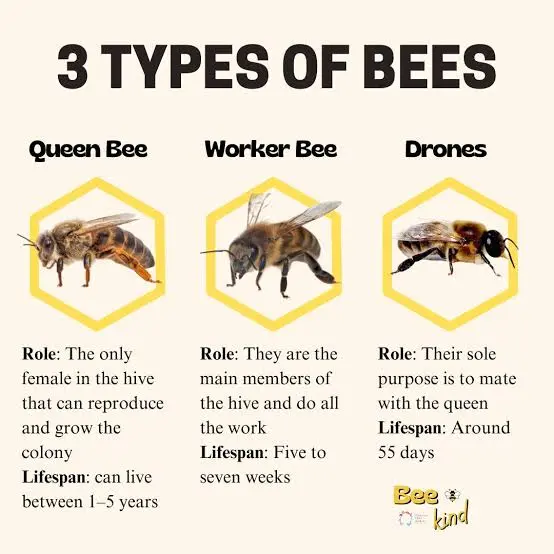 3 TYPES OF BEES
Queen Bee
Role: The only
female in the hive
that can reproduce
and grow the
colony
Lifespan: can live
between 1–5 years
Worker Bee
Role: They are the
main members of
the hive and do all
the work
Lifespan: Five to
seven weeks
Drones
Role: Their sole
purpose is to mate
with the queen
Lifespan: Around
55 days
Bee
kind